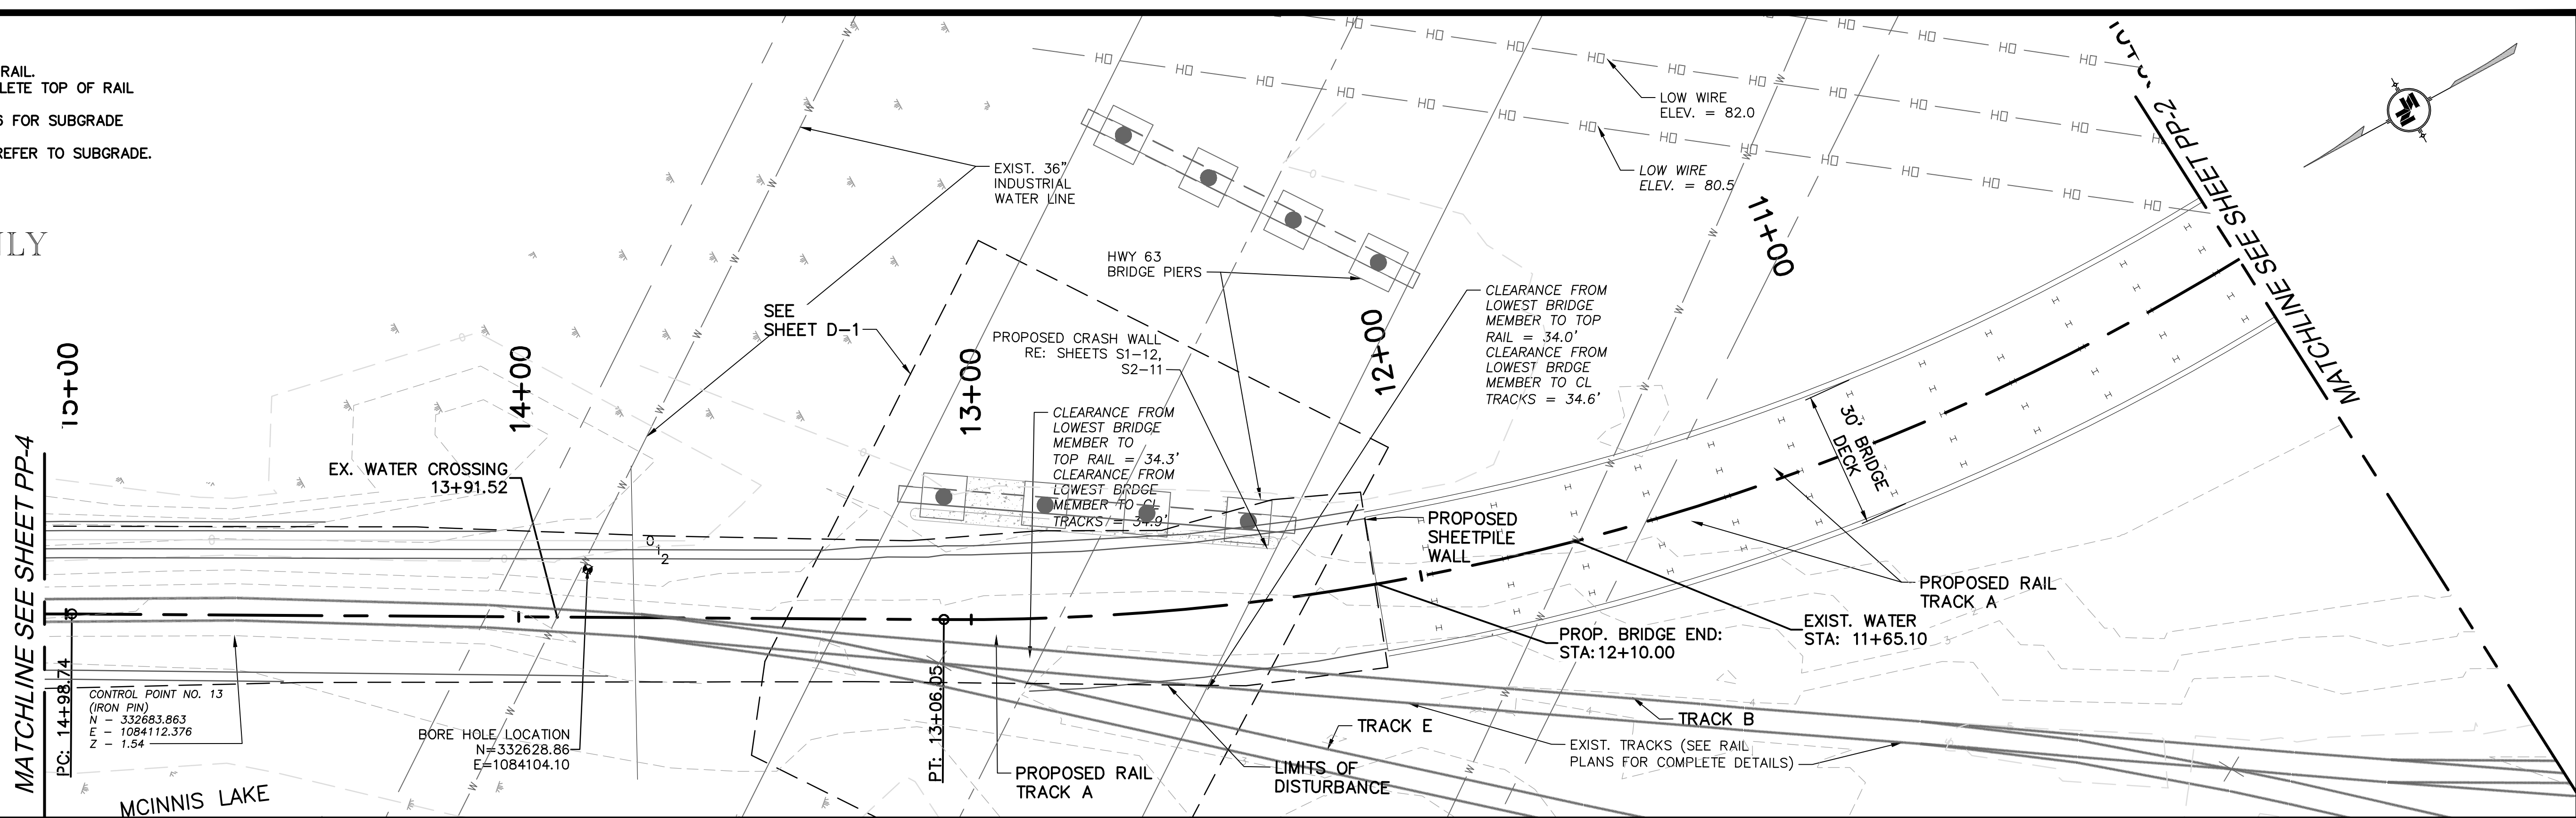 RAIL.
LETE TOP OF RAIL
6 FOR SUBGRADE
REFER TO SUBGRADE.
NLY
MATCHLINE SEE SHEET PP-4
15+00
14+00
13+00
12+00
11+00
EXIST. 36"
INDUSTRIAL
WATER LINE
SEE
SHEET D-1
HWY 63
BRIDGE PIERS
PROPOSED CRASH WALL
RE: SHEETS S1-12,
S2-11
CLEARANCE FROM
LOWEST BRIDGE
MEMBER TO
TOP RAIL = 34.3'
CLEARANCE FROM
LOWEST BRDGE
MEMBER TO CL
TRACKS = 34.9'
CLEARANCE FROM
LOWEST BRIDGE
MEMBER TO TOP
RAIL = 34.0'
CLEARANCE FROM
LOWEST BRDGE
MEMBER TO CL
TRACKS = 34.6'
LOW WIRE
ELEV. = 82.0
LOW WIRE
ELEV. = 80.5
MATCHLINE SEE SHEET PP-2
EX. WATER CROSSING
13+91.52
30' BRIDGE
DECK
PROPOSED
SHEETPILE
WALL
PROPOSED RAIL
TRACK A
EXIST. WATER
STA: 11+65.10
PROP. BRIDGE END:
STA:12+10.00
PC: 14+98.74
CONTROL POINT NO. 13
(IRON PIN)
N - 332683.863
E - 1084112.376
Z - 1.54
BORE HOLE LOCATION
N=332628.86
E=1084104.10
PT: 13+06.05
PROPOSED RAIL
TRACK A
LIMITS OF
DISTURBANCE
TRACK E
TRACK B
EXIST. TRACKS (SEE RAIL
PLANS FOR COMPLETE DETAILS)
MCINNIS LAKE